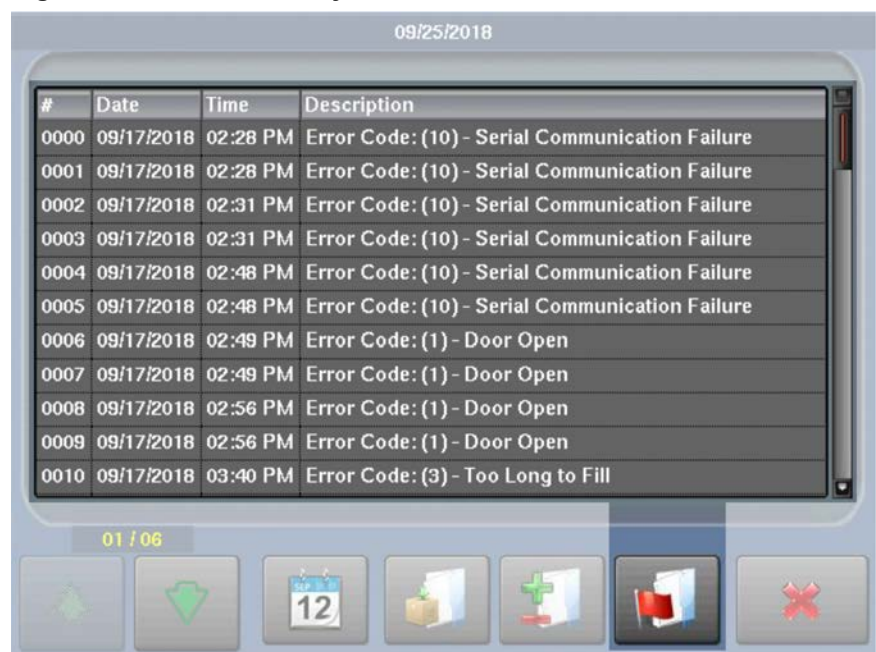 09/25/2018
# Date Time Description
0000 09/17/2018 02:28 PM Error Code: (10) - Serial Communication Failure
0001 09/17/2018 02:28 PM Error Code: (10) - Serial Communication Failure
0002 09/17/2018 02:31 PM Error Code: (10) - Serial Communication Failure
0003 09/17/2018 02:31 PM Error Code: (10) - Serial Communication Failure
0004 09/17/2018 02:48 PM Error Code: (10) - Serial Communication Failure
0005 09/17/2018 02:48 PM Error Code: (10) - Serial Communication Failure
0006 09/17/2018 02:49 PM Error Code: (1) - Door Open
0007 09/17/2018 02:49 PM Error Code: (1) - Door Open
0008 09/17/2018 02:56 PM Error Code: (1) - Door Open
0009 09/17/2018 02:56 PM Error Code: (1) - Door Open
0010 09/17/2018 03:40 PM Error Code: (3) - Too Long to Fill
01 / 06
SEP
12